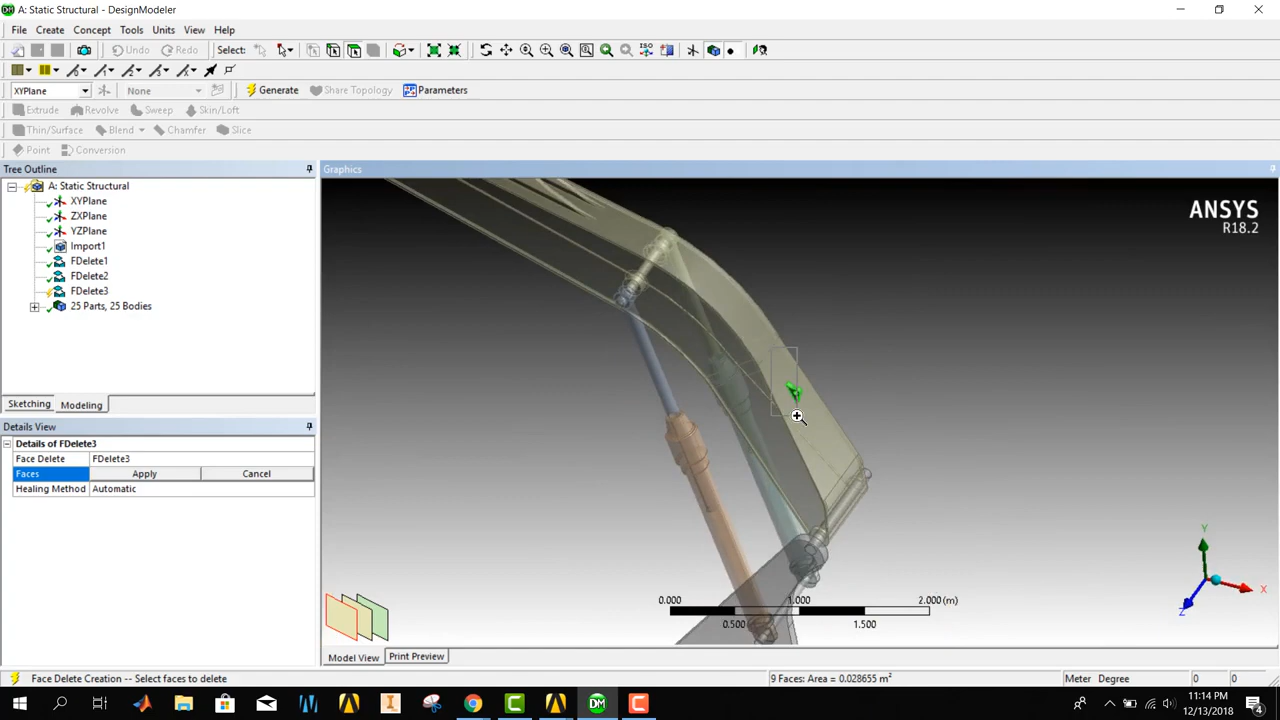 A: Static Structural - DesignModeler
File Create Concept Tools Units View Help
Undo Redo Select: ISO
XYPlane None Generate Share Topology Parameters
Extrude Revolve Sweep Skin/Loft
Thin/Surface Blend Chamfer Slice
Point Conversion
Tree Outline
A: Static Structural
XYPlane
ZXPlane
YZPlane
Import1
FDelete1
FDelete2
FDelete3
25 Parts, 25 Bodies
Sketching Modeling
Details View
Details of FDelete3
Face Delete FDelete3
Faces Apply Cancel
Healing Method Automatic
Graphics
ANSYS
R18.2
0.000 1.000 2.000 (m)
0.500 1.500
Y
X
Z
Model View Print Preview
Face Delete Creation -- Select faces to delete 9 Faces: Area = 0.028655 m² Meter Degree 0 0
11:14 PM
12/13/2018
4